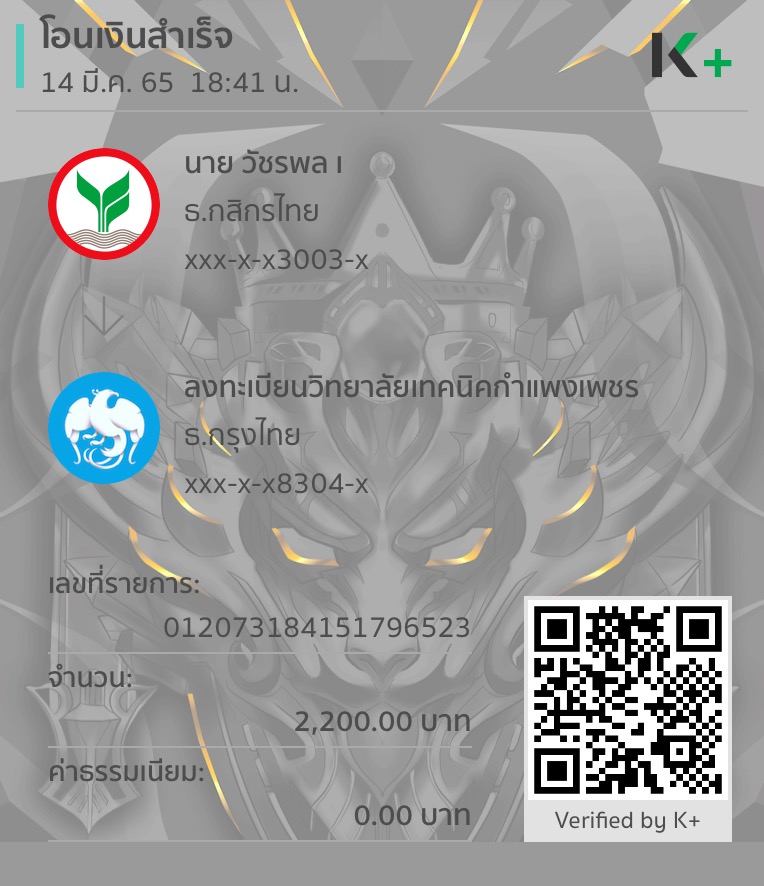 โอนเงินสำเร็จ
14 มี.ค. 65 18:41 น.
K+
นาย วัชรพล เ
ธ.กสิกรไทย
xxx-x-x3003-x
ลงทะเบียนวิทยาลัยเทคนิคกำแพงเพชร
ธ.กรุงไทย
xxx-x-x8304-x
เลขที่รายการ:
012073184151796523
จำนวน:
2,200.00 บาท
ค่าธรรมเนียม:
0.00 บาท
Verified by K+